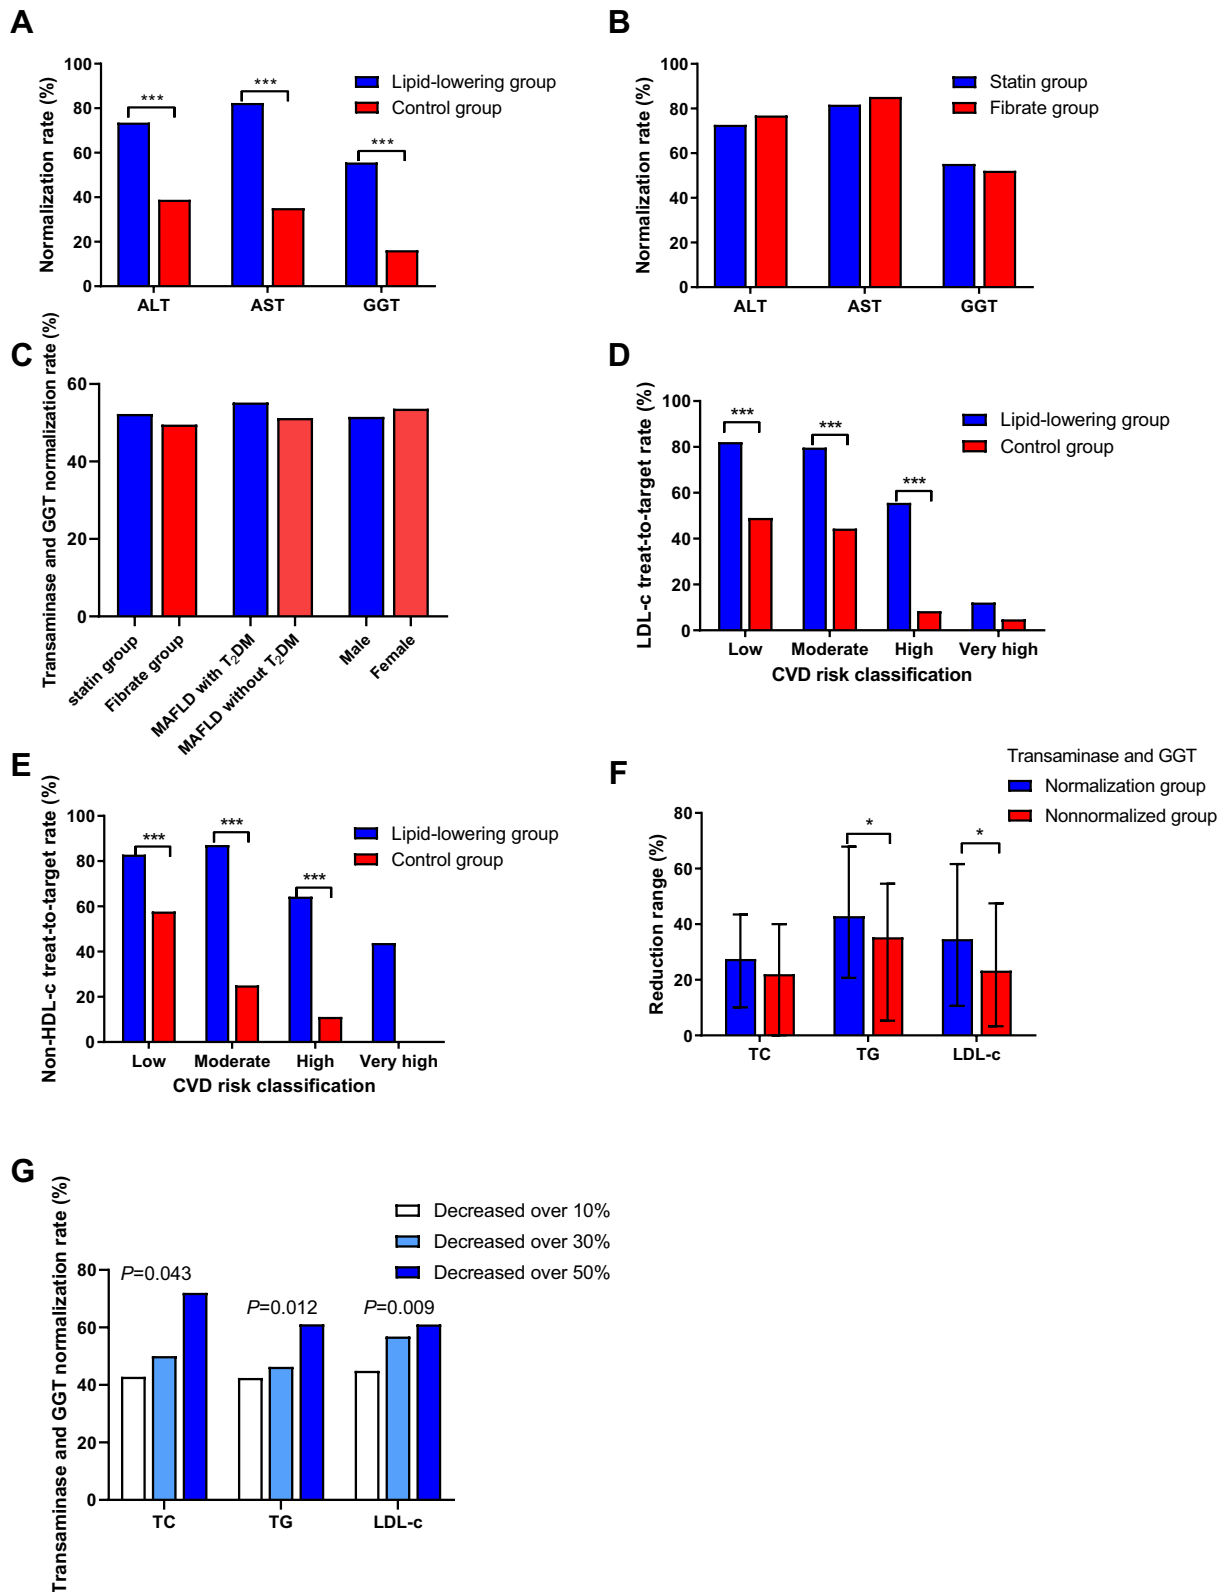 A
Normalization rate (%)
100
80
60
40
20
0
***
***
***
Lipid-lowering group
Control group
ALT
AST
GGT
B
Normalization rate (%)
100
80
60
40
20
0
Statin group
Fibrate group
ALT
AST
GGT
C
Transaminase and GGT normalization rate (%)
60
40
20
0
statin group
Fibrate group
MAFLD with T2DM
MAFLD without T2DM
Male
Female
D
LDL-c treat-to-target rate (%)
100
80
60
40
20
0
***
***
***
Lipid-lowering group
Control group
Low
Moderate
High
Very high
CVD risk classification
E
Non-HDL-c treat-to-target rate (%)
100
80
60
40
20
0
***
***
***
Lipid-lowering group
Control group
Low
Moderate
High
Very high
CVD risk classification
F
Transaminase and GGT
Normalization group
Nonnormalized group
Reduction range (%)
80
60
40
20
0
*
*
TC
TG
LDL-c
G
Transaminase and GGT normalization rate (%)
Decreased over 10%
Decreased over 30%
Decreased over 50%
80
60
40
20
0
P=0.043
P=0.012
P=0.009
TC
TG
LDL-c